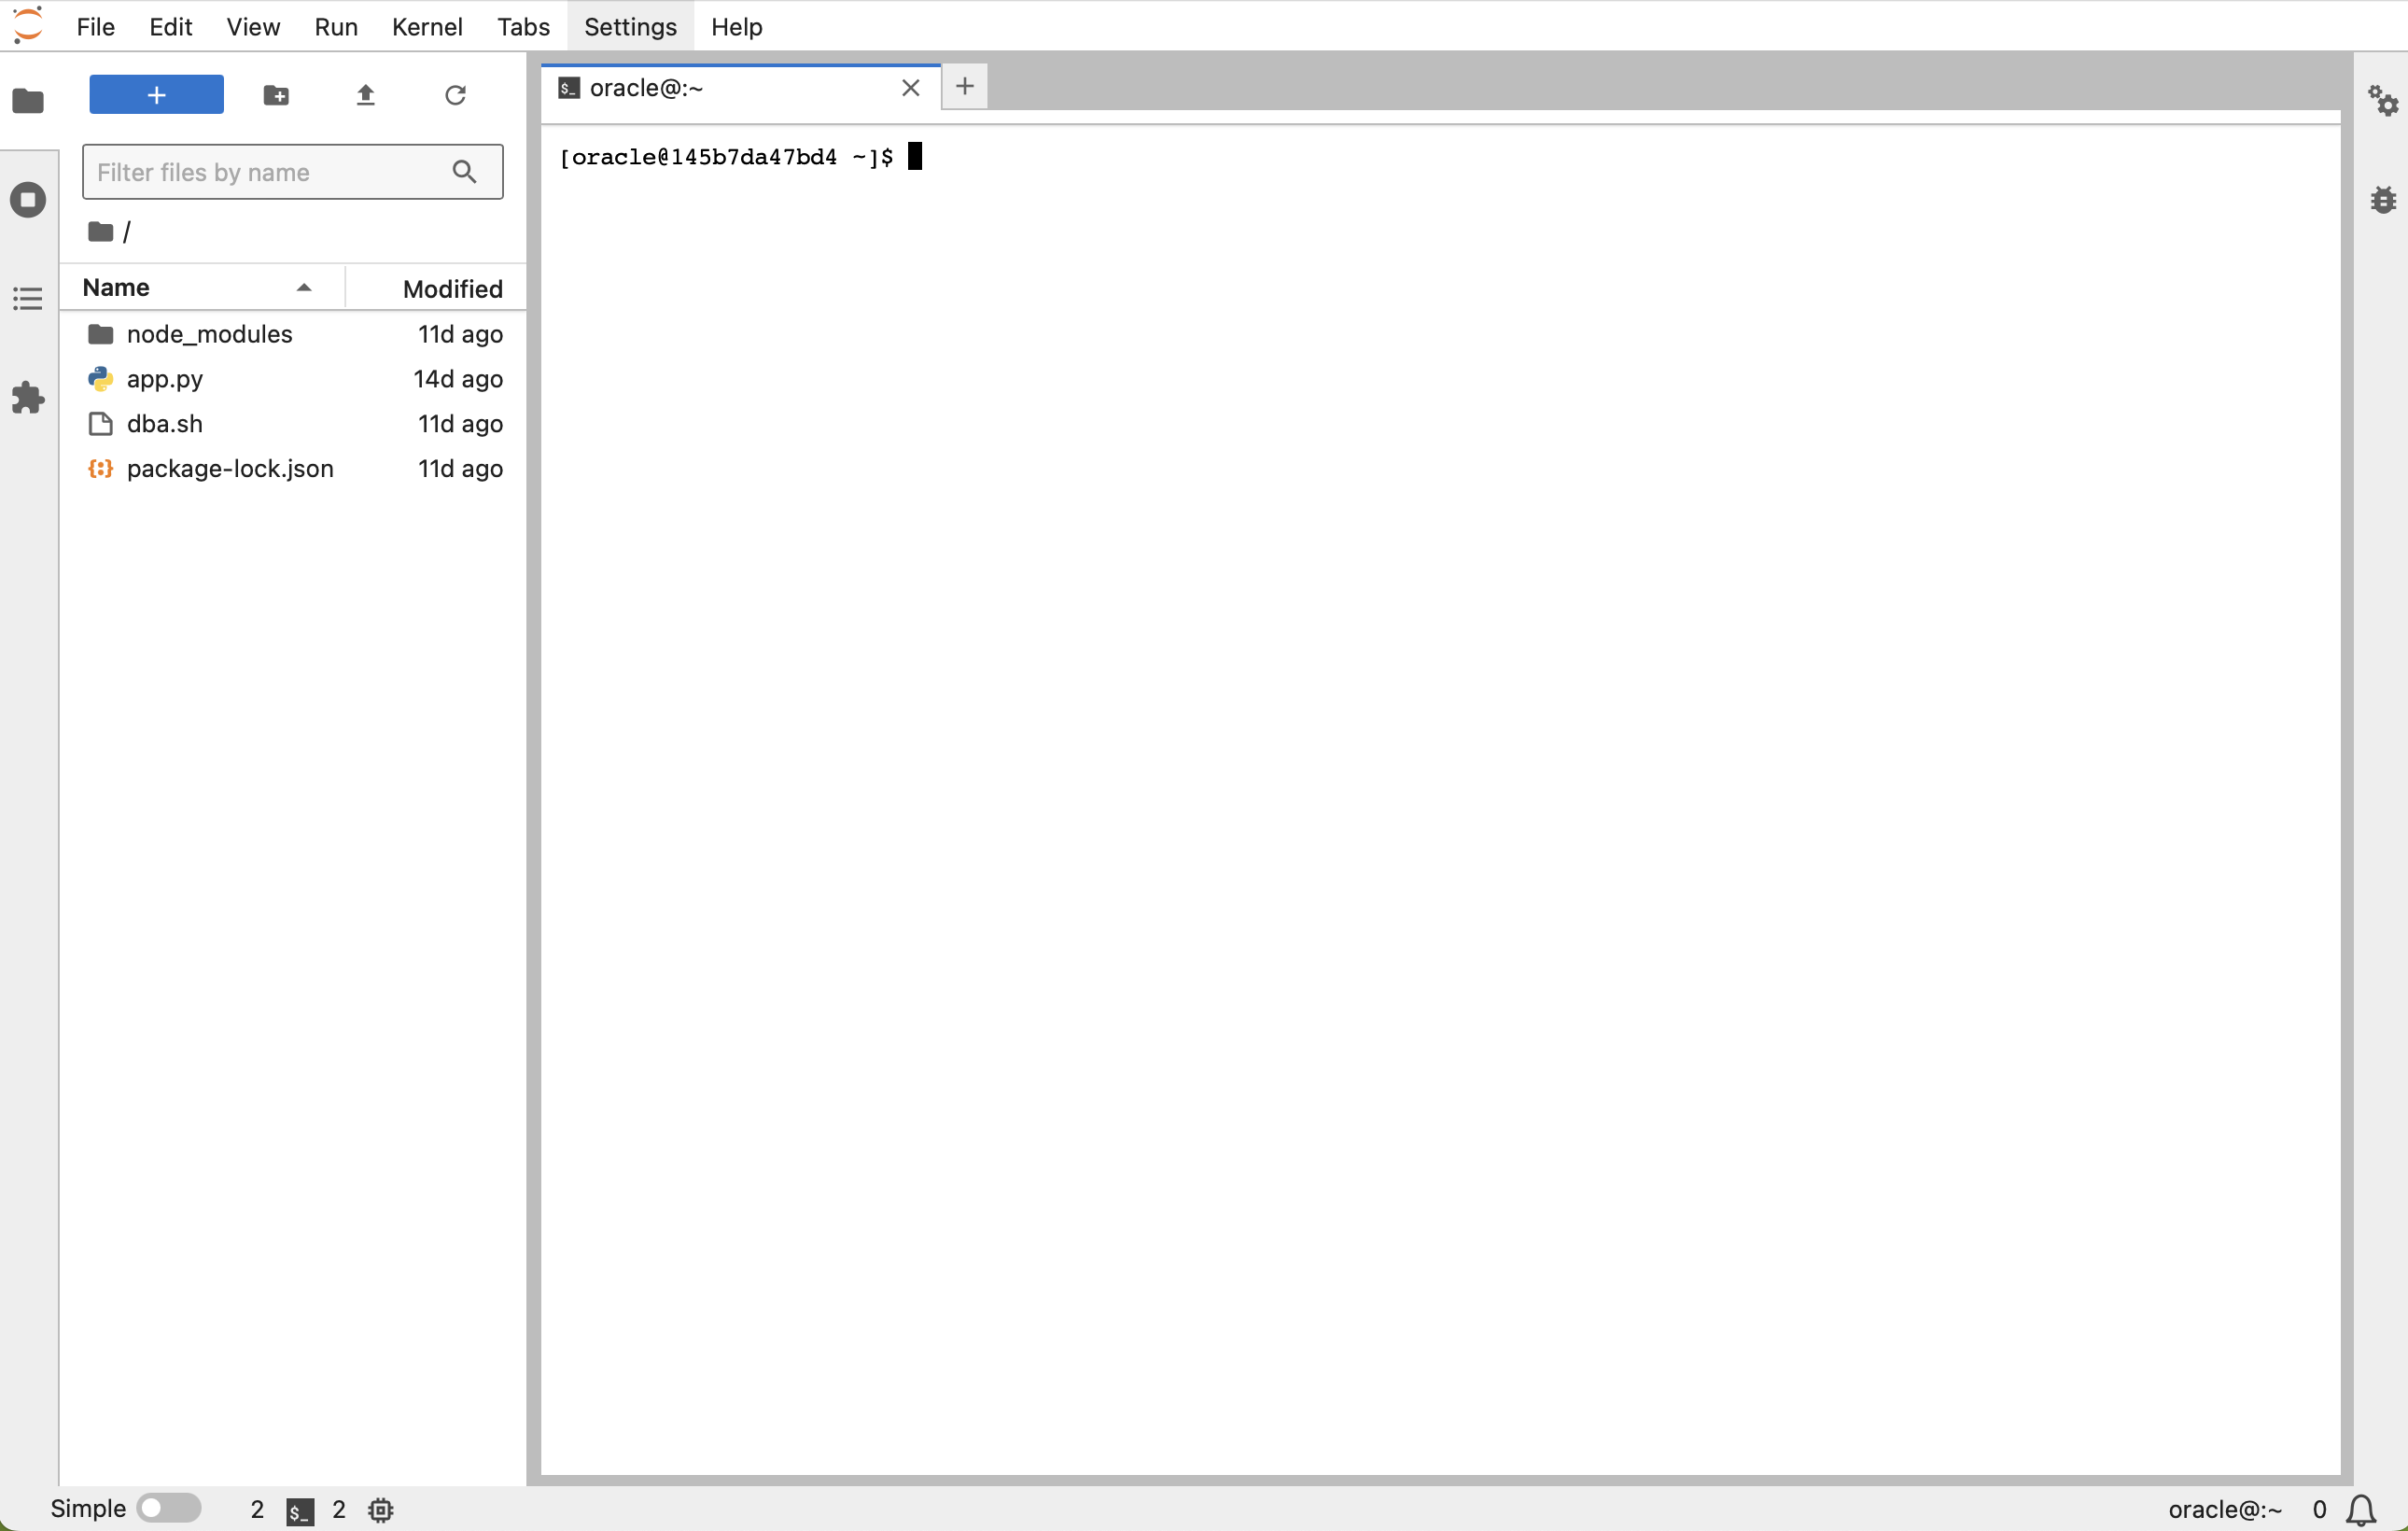 File Edit View Run Kernel Tabs Settings Help
oracle@:~
[oracle@145b7da47bd4 ~]$
Filter files by name
/
Name Modified
node_modules 11d ago
app.py 14d ago
dba.sh 11d ago
package-lock.json 11d ago
Simple 2 $_ 2 oracle@:~ 0